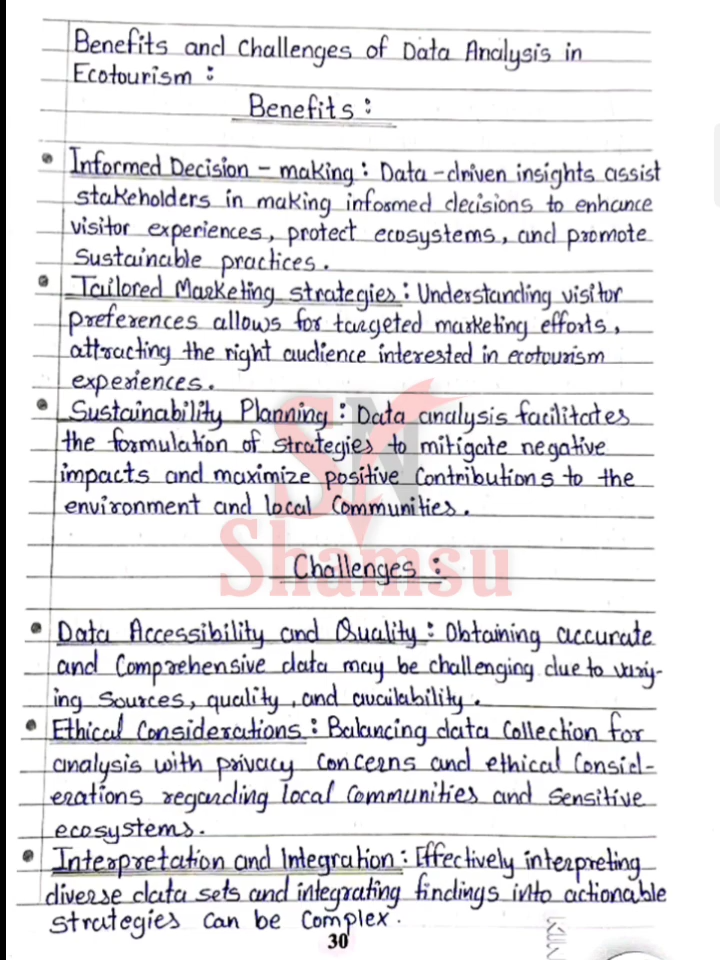 Benefits and Challenges of Data Analysis in
Ecotourism :
Benefits :
• Informed Decision - making : Data - driven insights assist
stakeholders in making informed decisions to enhance
visitor experiences, protect ecosystems, and promote
sustainable practices.
• Tailored Marketing strategies : Understanding visitor
preferences allows for targeted marketing efforts,
attracting the right audience interested in ecotourism
experiences.
• Sustainability Planning : Data analysis facilitates
the formulation of strategies to mitigate negative
impacts and maximize positive Contributions to the
environment and local Communities.
SN
Shamsu
Challenges :
• Data Accessibility and Quality : Obtaining accurate
and Comprehensive data may be challenging due to vary-
ing Sources, quality, and availability.
• Ethical Considerations : Balancing data Collection for
analysis with privacy Concerns and ethical Consid-
erations regarding local Communities and Sensitive
ecosystems.
• Interpretation and Integration : Effectively interpreting
diverse data sets and integrating findings into actionable
strategies can be Complex.
30